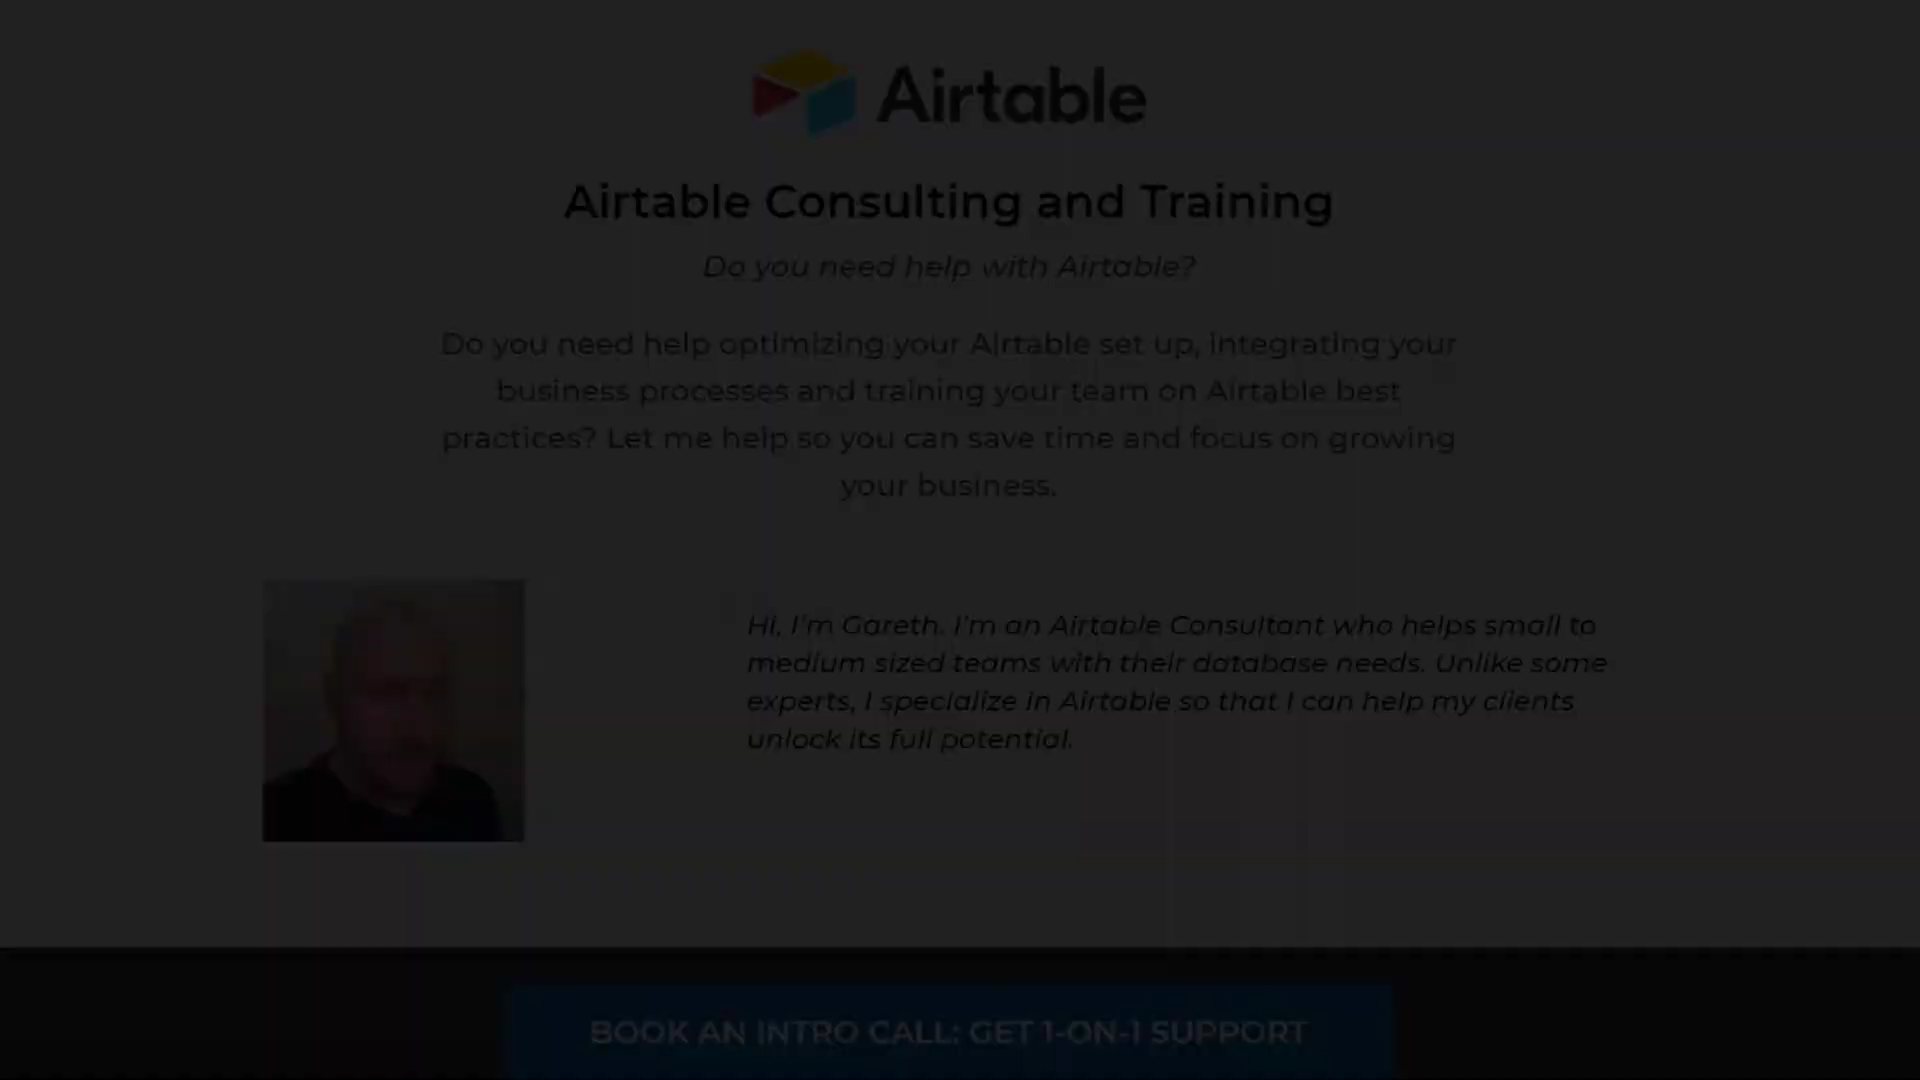 Airtable
Airtable Consulting and Training
Do you need help with Airtable?
Do you need help optimizing your Airtable set up, integrating your
business processes and training your team on Airtable best
practices? Let me help so you can save time and focus on growing
your business.
Hi, I'm Gareth. I'm an Airtable Consultant who helps small to
medium sized teams with their database needs. Unlike some
experts, I specialize in Airtable so that I can help my clients
unlock its full potential.
BOOK AN INTRO CALL: GET 1-ON-1 SUPPORT